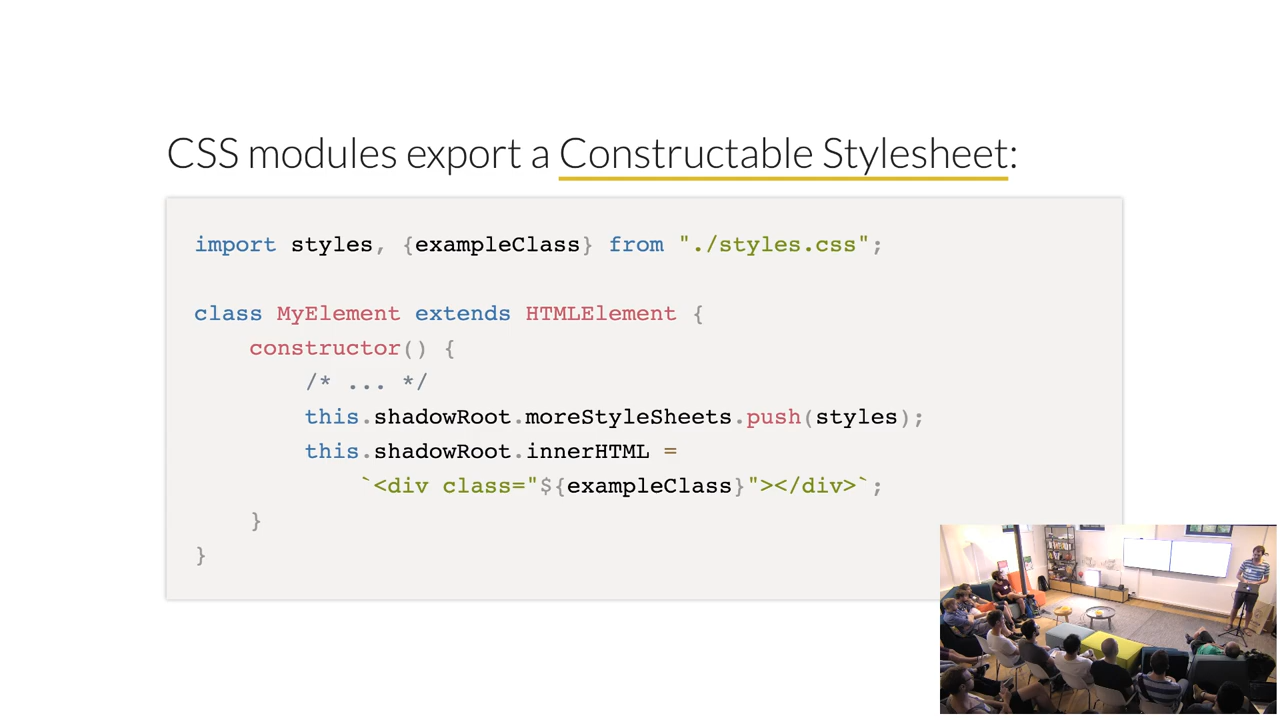 CSS modules export a Constructable Stylesheet:
import styles, {exampleClass} from "./styles.css";
class MyElement extends HTMLElement {
constructor() {
/* ... */
this.shadowRoot.moreStyleSheets.push(styles);
this.shadowRoot.innerHTML =
`<div class="${exampleClass}"></div>`;
}
}